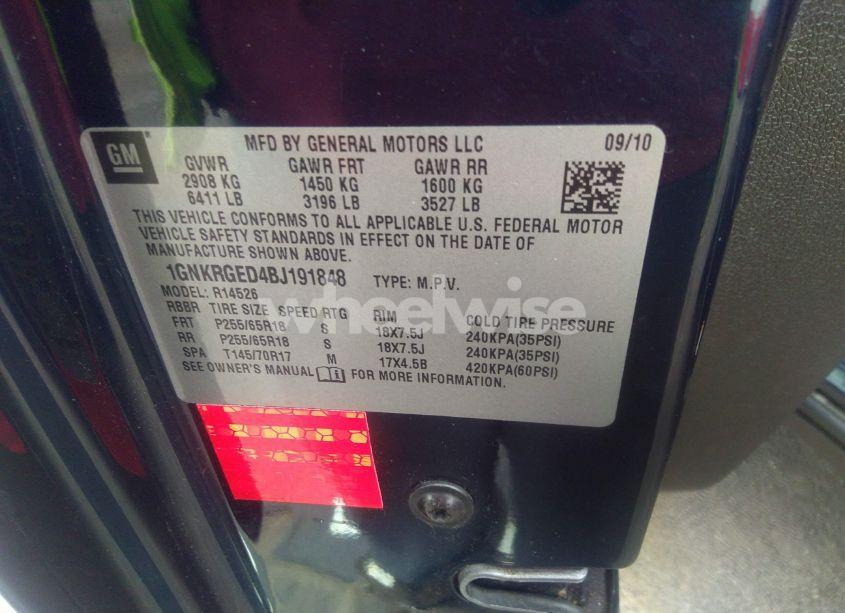 GM
MFD BY GENERAL MOTORS LLC 09/10
GVWR GAWR FRT GAWR RR
2908 KG 1450 KG 1600 KG
6411 LB 3196 LB 3527 LB
THIS VEHICLE CONFORMS TO ALL APPLICABLE U.S. FEDERAL MOTOR
VEHICLE SAFETY STANDARDS IN EFFECT ON THE DATE OF
MANUFACTURE SHOWN ABOVE.
1GNKRGED4BJ191848 TYPE: M.P.V.
MODEL: R14526
wheelwise
RBBR TIRE SIZE SPEED RTG RIM COLD TIRE PRESSURE
FRT P255/65R18 S 18X7.5J 240KPA(35PSI)
RR P255/65R18 S 18X7.5J 240KPA(35PSI)
SPA T145/70R17 M 17X4.5B 420KPA(60PSI)
SEE OWNER'S MANUAL FOR MORE INFORMATION.